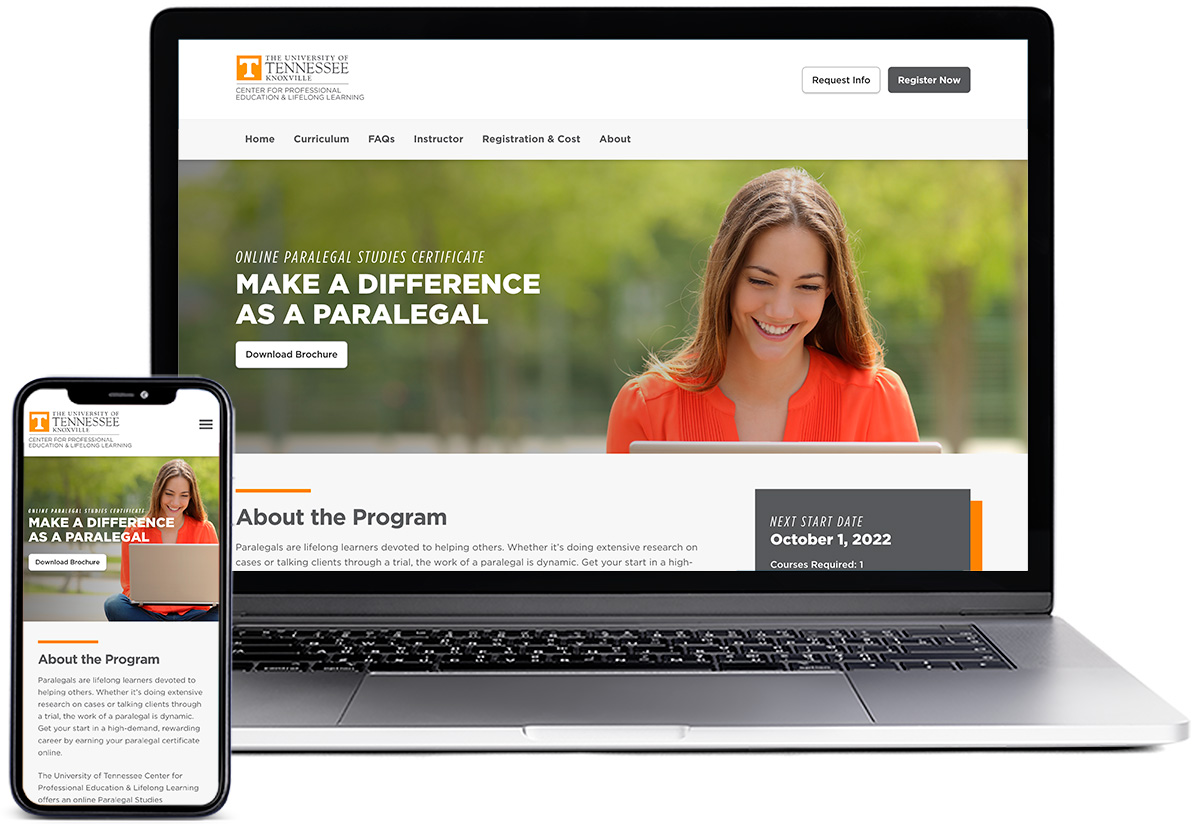 THE UNIVERSITY OF
TENNESSEE
KNOXVILLE
CENTER FOR PROFESSIONAL
EDUCATION & LIFELONG LEARNING
Request Info
Register Now
Home
Curriculum
FAQs
Instructor
Registration & Cost
About
ONLINE PARALEGAL STUDIES CERTIFICATE
MAKE A DIFFERENCE
AS A PARALEGAL
Download Brochure
About the Program
Paralegals are lifelong learners devoted to helping others. Whether it's doing extensive research on
cases or talking clients through a trial, the work of a paralegal is dynamic. Get your start in a high-
NEXT START DATE
October 1, 2022
Courses Required: 1
THE UNIVERSITY OF
TENNESSEE
KNOXVILLE
CENTER FOR PROFESSIONAL
EDUCATION & LIFELONG LEARNING
ONLINE PARALEGAL STUDIES CERTIFICATE
MAKE A DIFFERENCE
AS A PARALEGAL
Download Brochure
About the Program
Paralegals are lifelong learners devoted to
helping others. Whether it's doing extensive
research on cases or talking clients through
a trial, the work of a paralegal is dynamic.
Get your start in a high-demand, rewarding
career by earning your paralegal certificate
online.
The University of Tennessee Center for
Professional Education & Lifelong Learning
offers an online Paralegal Studies